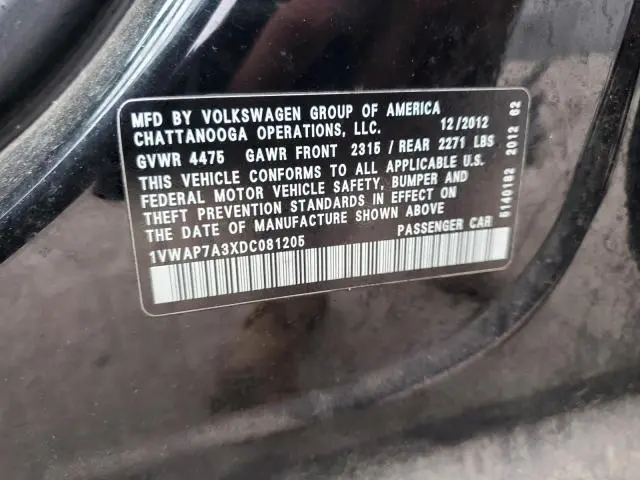 MFD BY VOLKSWAGEN GROUP OF AMERICA
CHATTANOOGA OPERATIONS, LLC. 12/2012
GVWR 4475 GAWR FRONT 2315 / REAR 2271 LBS
THIS VEHICLE CONFORMS TO ALL APPLICABLE U.S.
FEDERAL MOTOR VEHICLE SAFETY, BUMPER AND
THEFT PREVENTION STANDARDS IN EFFECT ON
THE DATE OF MANUFACTURE SHOWN ABOVE
1VWAP7A3XDC081205 PASSENGER CAR
5140182 2012 62